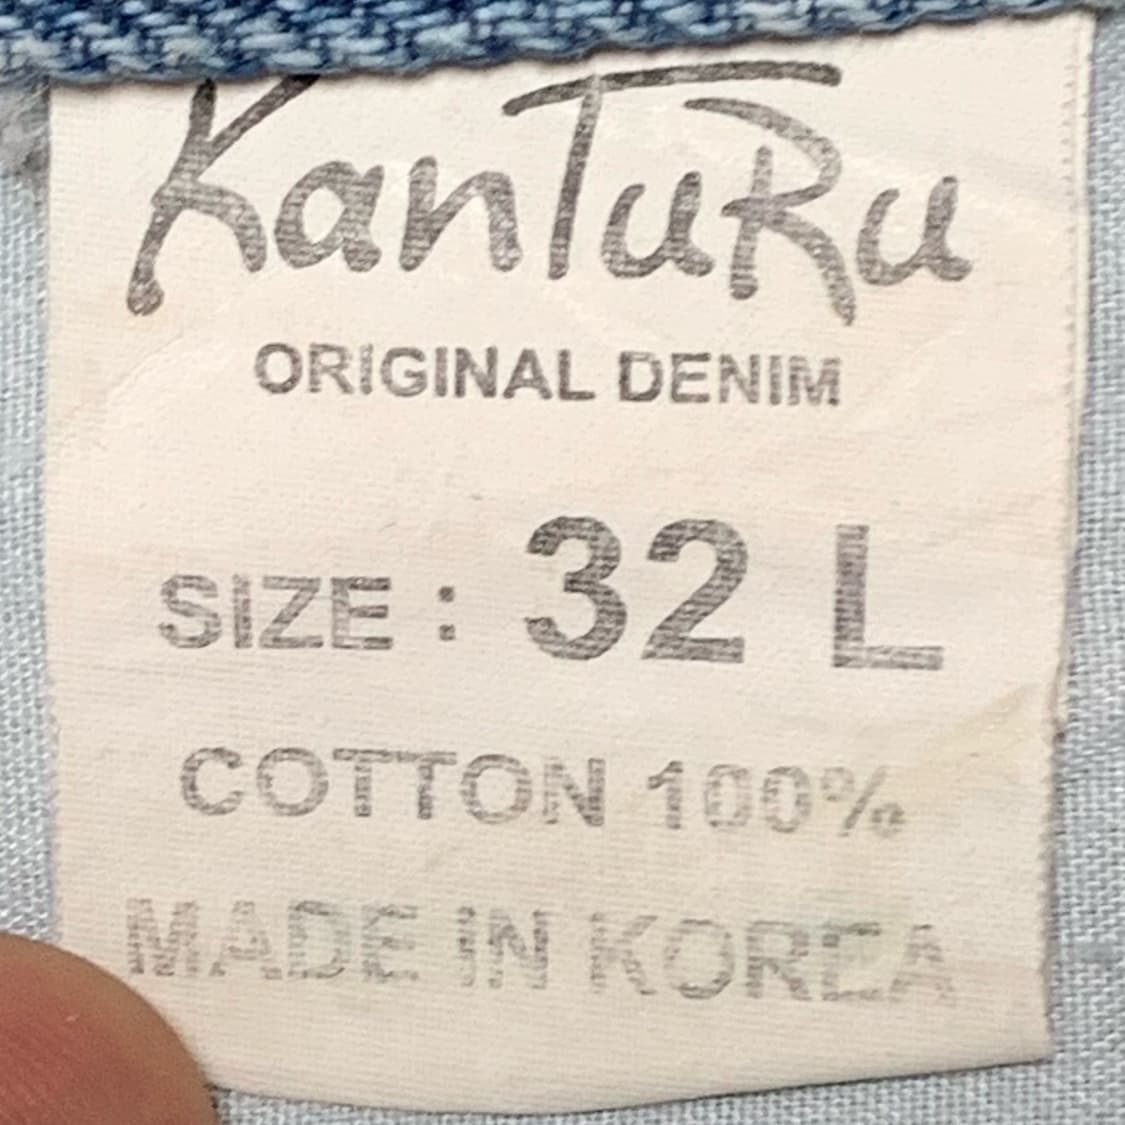 KanTuRu
ORIGINAL DENIM
SIZE : 32 L
COTTON 100%
MADE IN KOREA